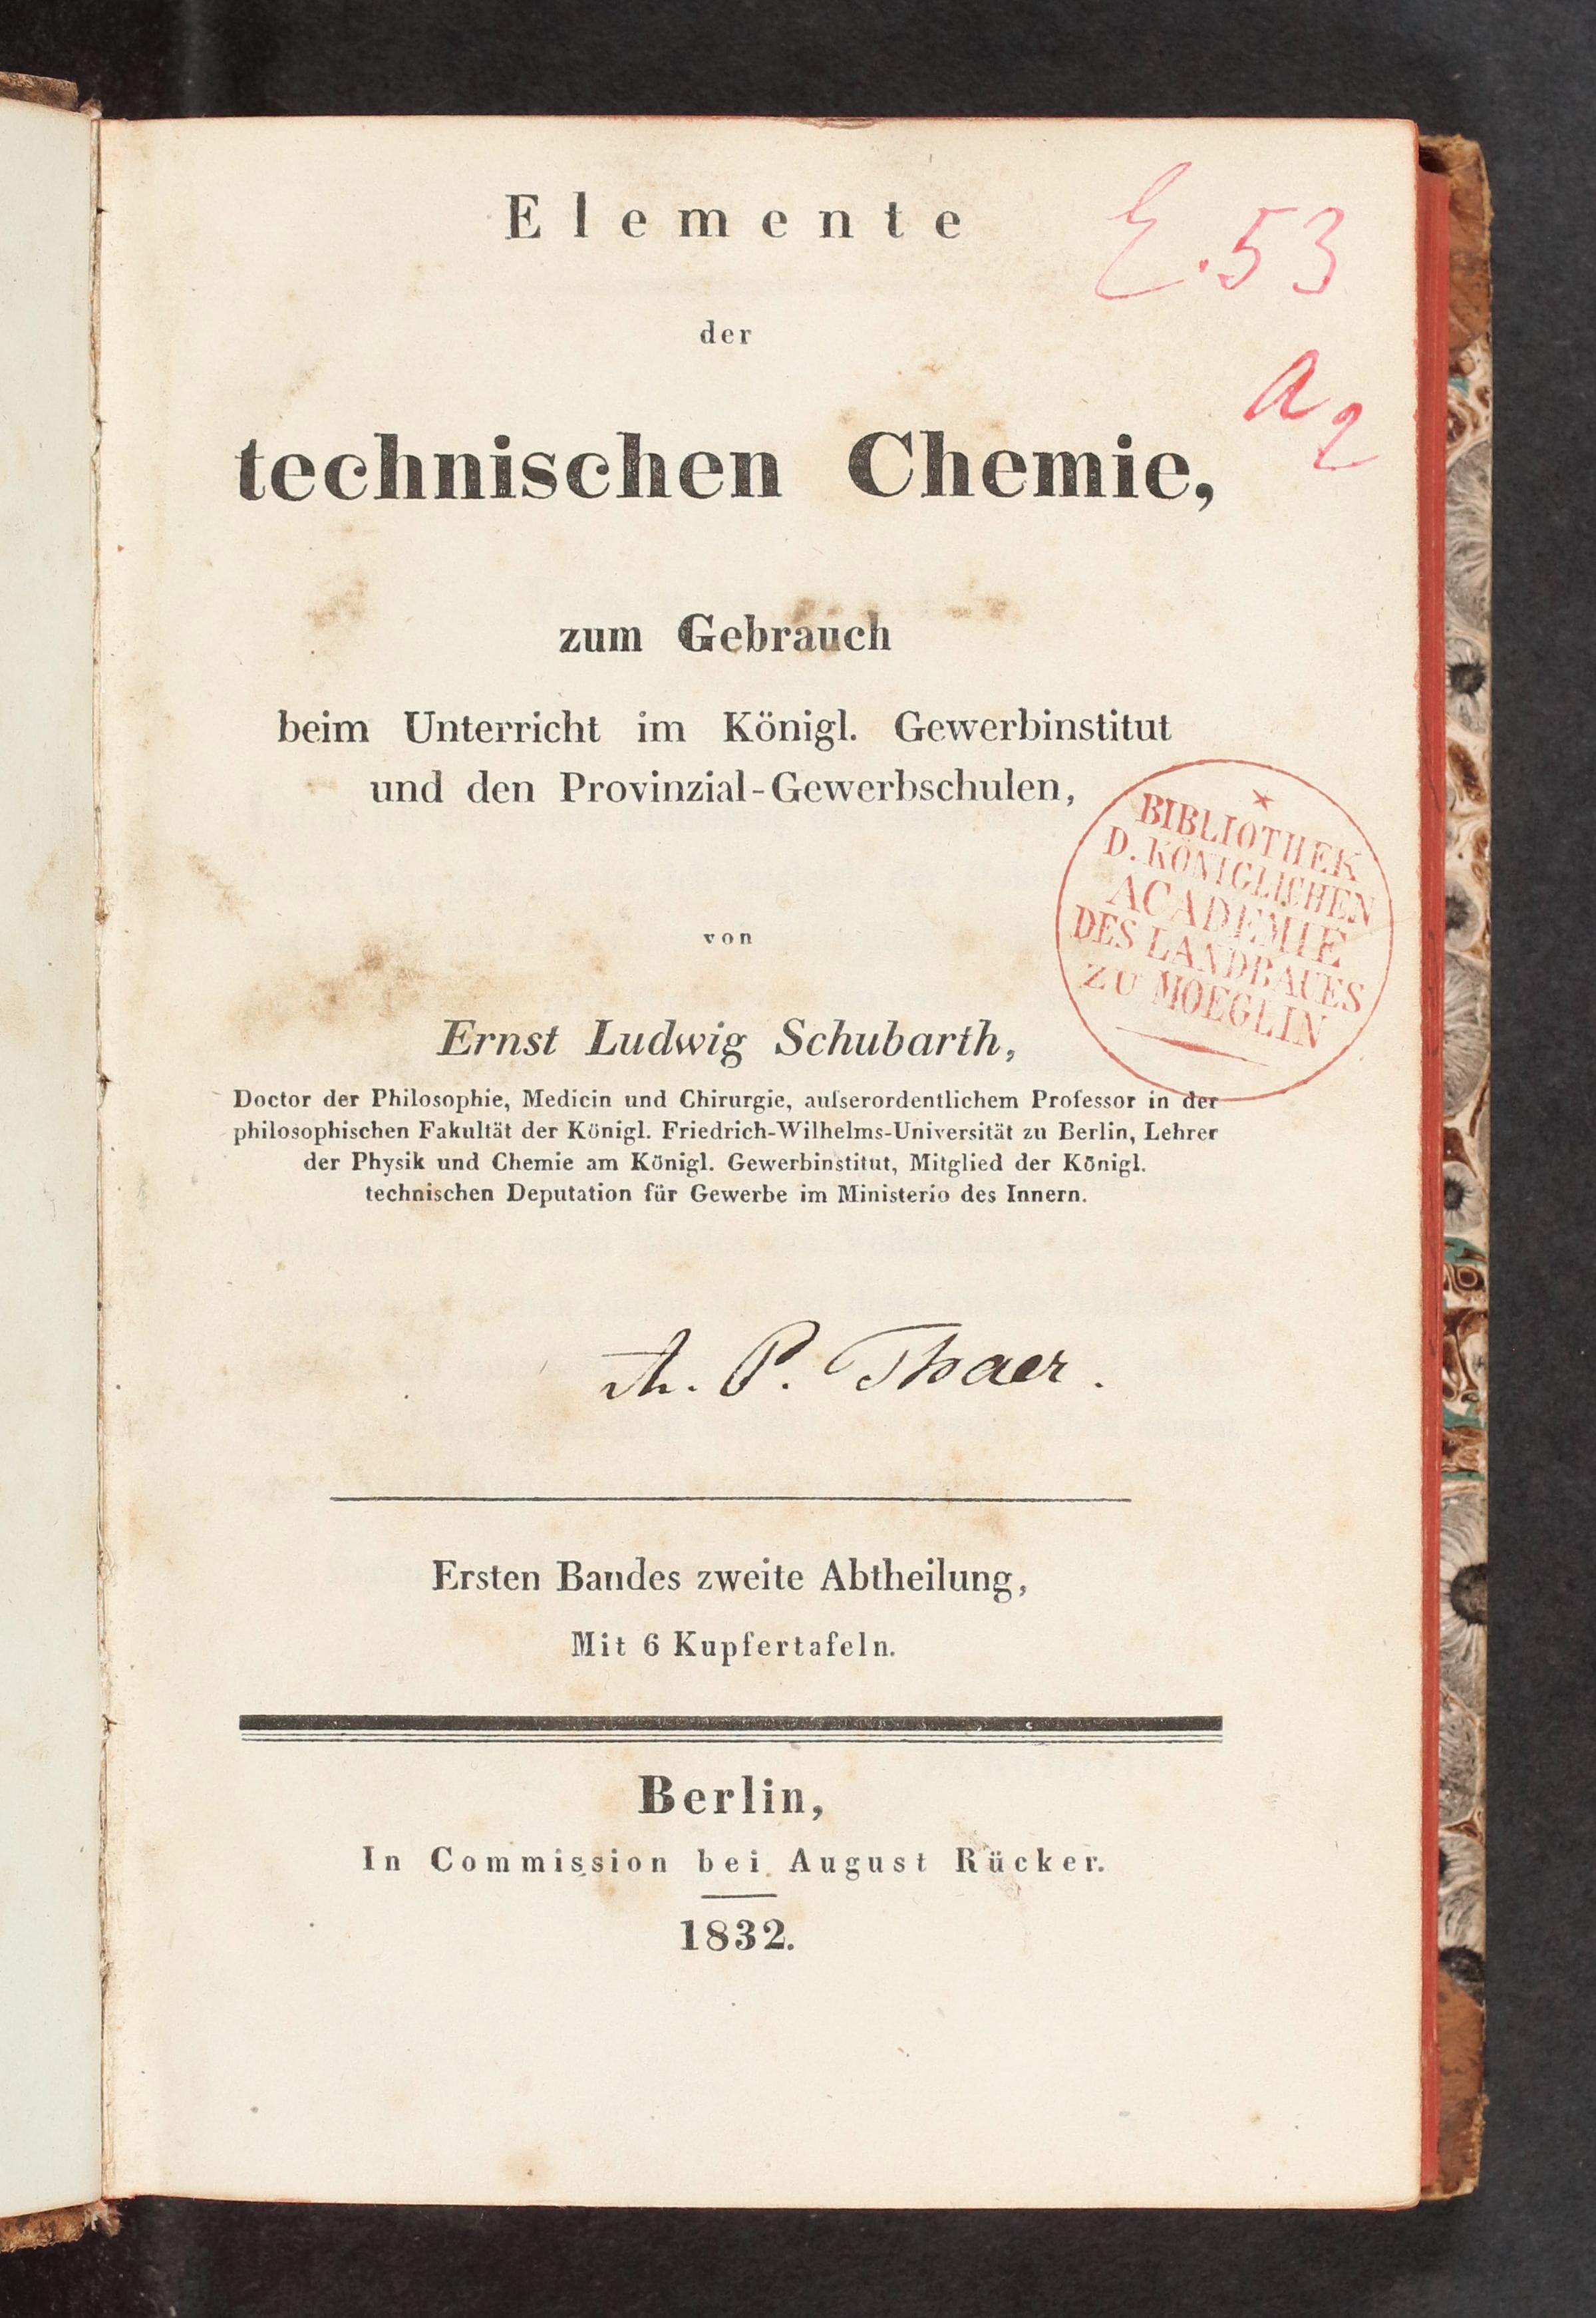 Elemente
E. 53
der
a 2
technischen Chemie,
zum Gebrauch
beim Unterricht im Königl. Gewerbinstitut
und den Provinzial-Gewerbschulen,
BIBLIOTHEK
D. KÖNIGLICHEN
ACADEMIE
DES LANDBAUES
ZU MOEGLIN
von
Ernst Ludwig Schubarth,
Doctor der Philosophie, Medicin und Chirurgie, aufserordentlichem Professor in der
philosophischen Fakultät der Königl. Friedrich-Wilhelms-Universität zu Berlin, Lehrer
der Physik und Chemie am Königl. Gewerbinstitut, Mitglied der Königl.
technischen Deputation für Gewerbe im Ministerio des Innern.
P. Thaer.
Ersten Bandes zweite Abtheilung,
Mit 6 Kupfertafeln.
Berlin,
In Commission bei August Rücker.
1832.